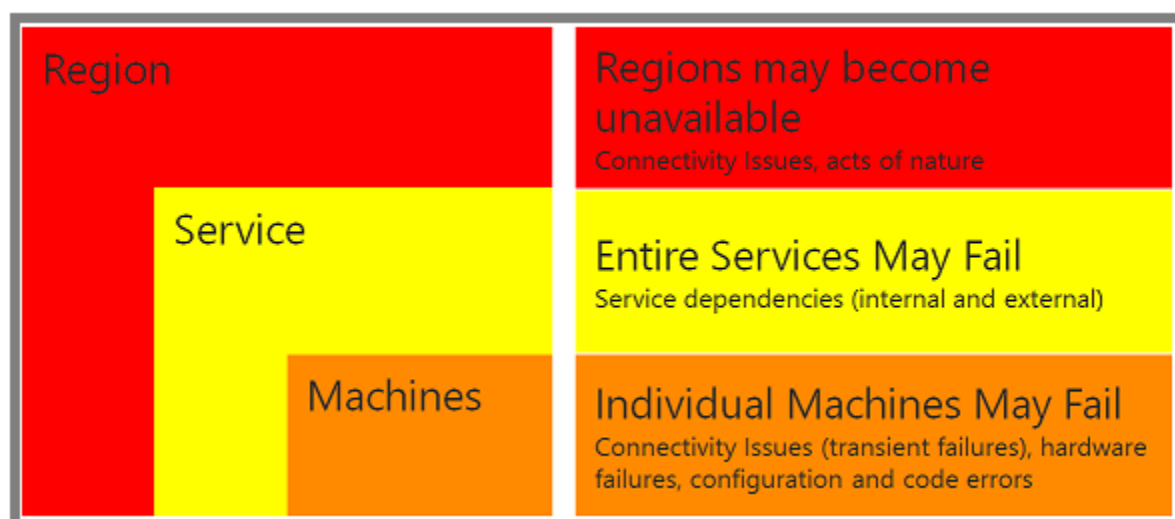 Region
Service
Machines
Regions may become
unavailable
Connectivity Issues, acts of nature
Entire Services May Fail
Service dependencies (internal and external)
Individual Machines May Fail
Connectivity Issues (transient failures), hardware
failures, configuration and code errors